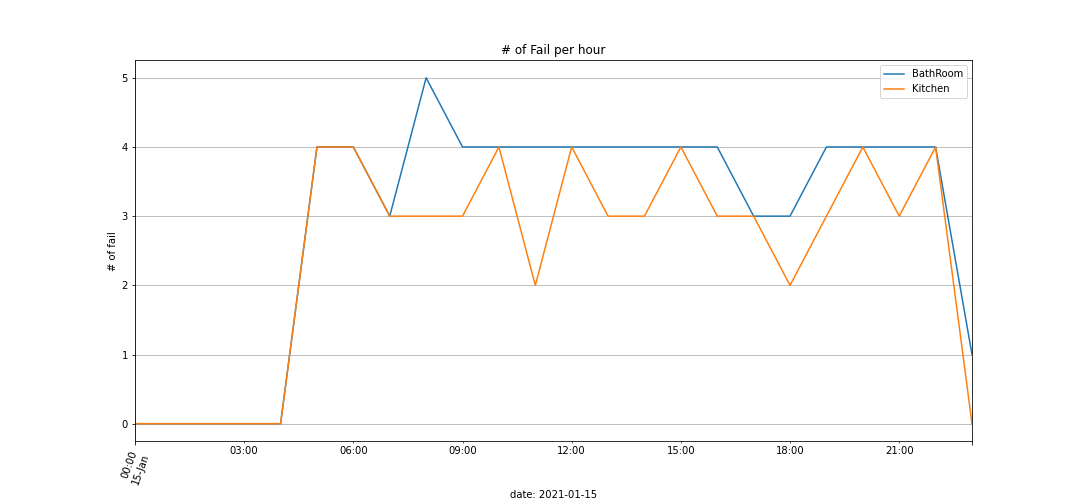 # of Fail per hour
BathRoom
Kitchen
# of fail
5
4
3
2
1
0
00:00
15-Jan
03:00
06:00
09:00
12:00
15:00
18:00
21:00
date: 2021-01-15